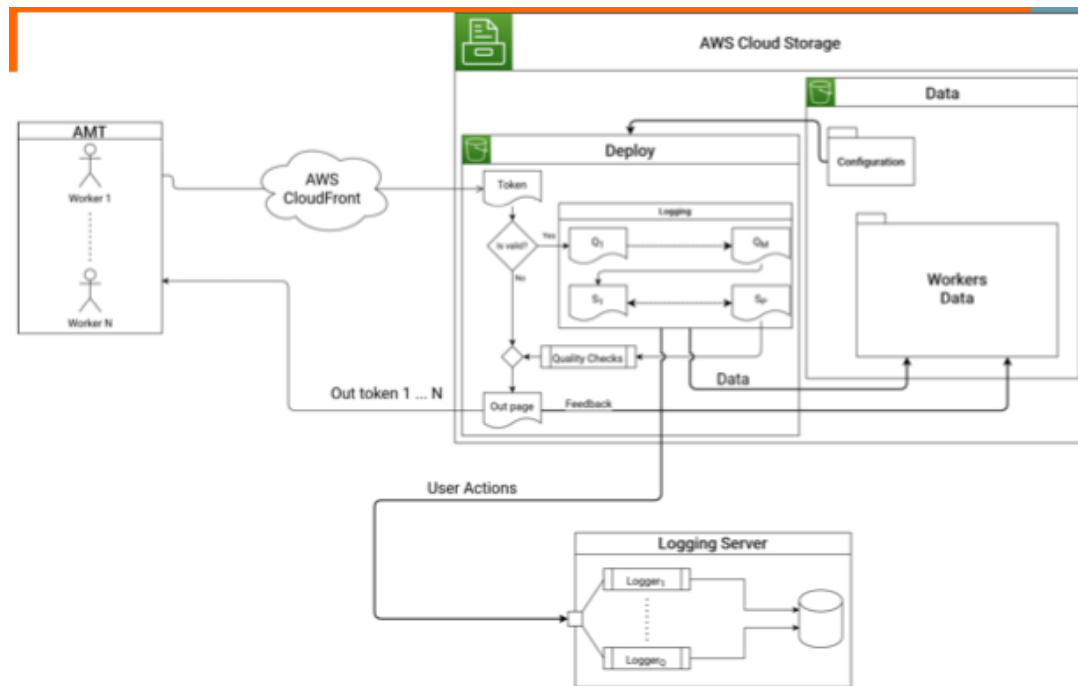 AWS Cloud Storage
Data
AMT
Worker 1
Worker N
AWS
CloudFront
Deploy
Token
Is valid?
Yes
No
Logging
Q1
QM
S1
SP
Quality Checks
Out page
Configuration
Workers
Data
Data
Feedback
Out token 1 ... N
User Actions
Logging Server
Logger1
LoggerQ